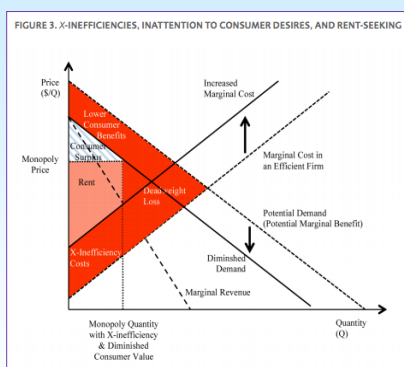 FIGURE 3. X-INEFFICIENCIES, INATTENTION TO CONSUMER DESIRES, AND RENT-SEEKING
Price
($/Q)
Increased
Marginal Cost
Lower
Consumer
Benefits
Consumer
Surplus
Monopoly
Price
Marginal Cost in
an Efficient Firm
Rent
Deadweight
Loss
Potential Demand
(Potential Marginal Benefit)
X-Inefficiency
Costs
Diminshed
Demand
Marginal Revenue
Monopoly Quantity
with X-inefficiency
& Diminished
Consumer Value
Quantity
(Q)